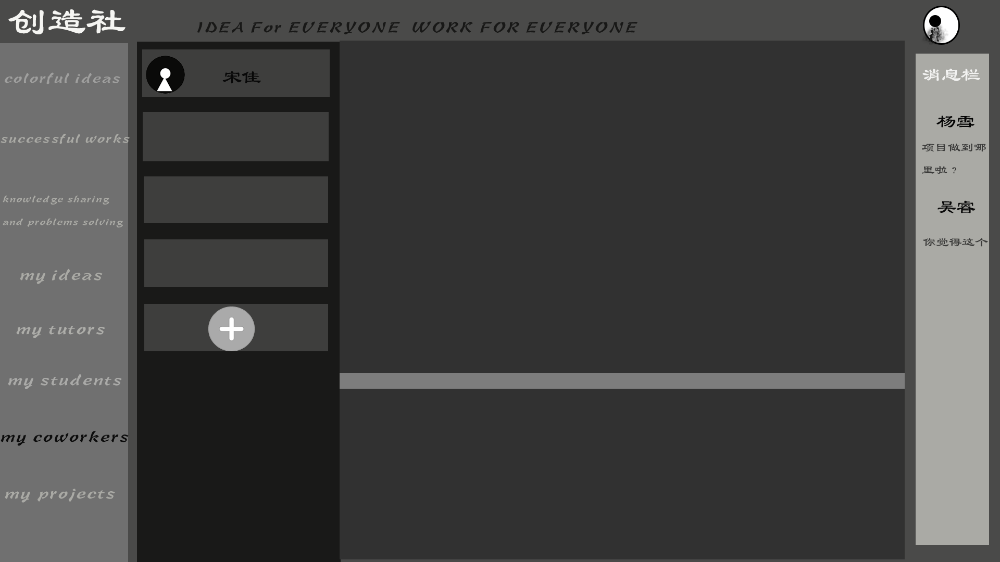 创造社
IDEA For EVERYONE WORK FOR EVERYONE
colorful ideas
successful works
knowledge sharing
and problems solving
my ideas
my tutors
my students
my coworkers
my projects
宋佳
消息栏
杨雪
项目做到哪
里啦？
吴睿
你觉得这个